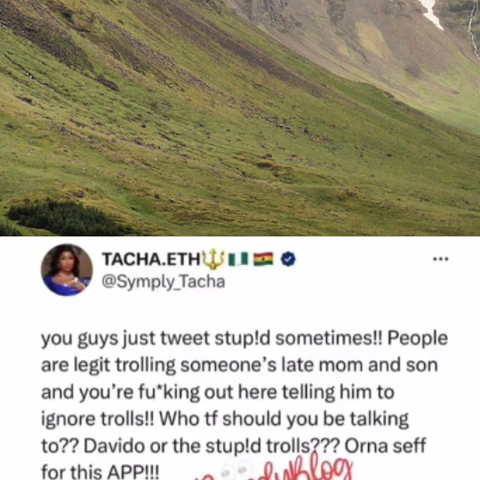 TACHA.ETH🔱🇳🇬🇬🇭
@Symply_Tacha
you guys just tweet stup!d sometimes!! People
are legit trolling someone's late mom and son
and you're fu*king out here telling him to
ignore trolls!! Who tf should you be talking
to?? Davido or the stup!d trolls??? Orna seff
for this APP!!!